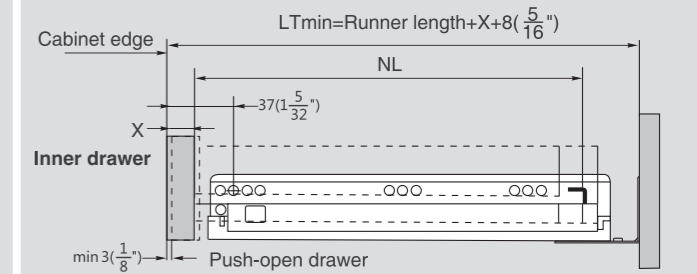 LTmin=Runner length+X+8(5/16")
Cabinet edge
NL
37(1 5/32")
X
Inner drawer
min 3(1/8")
Push-open drawer